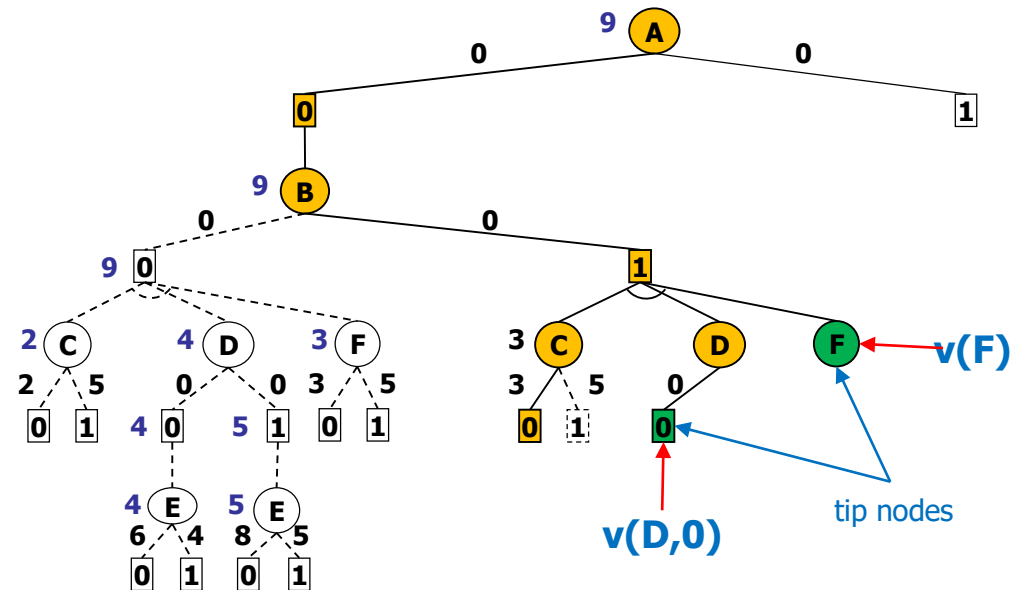 9 A
0 0
0 1
9 B
0 0
9 0 1
2 C 4 D 3 F 3 C D F v(F)
2 5 0 0 3 5 3 5 0
0 1 4 0 5 1 0 1 0 1 0
4 E 5 E tip nodes
6 4 8 5 v(D,0)
0 1 0 1